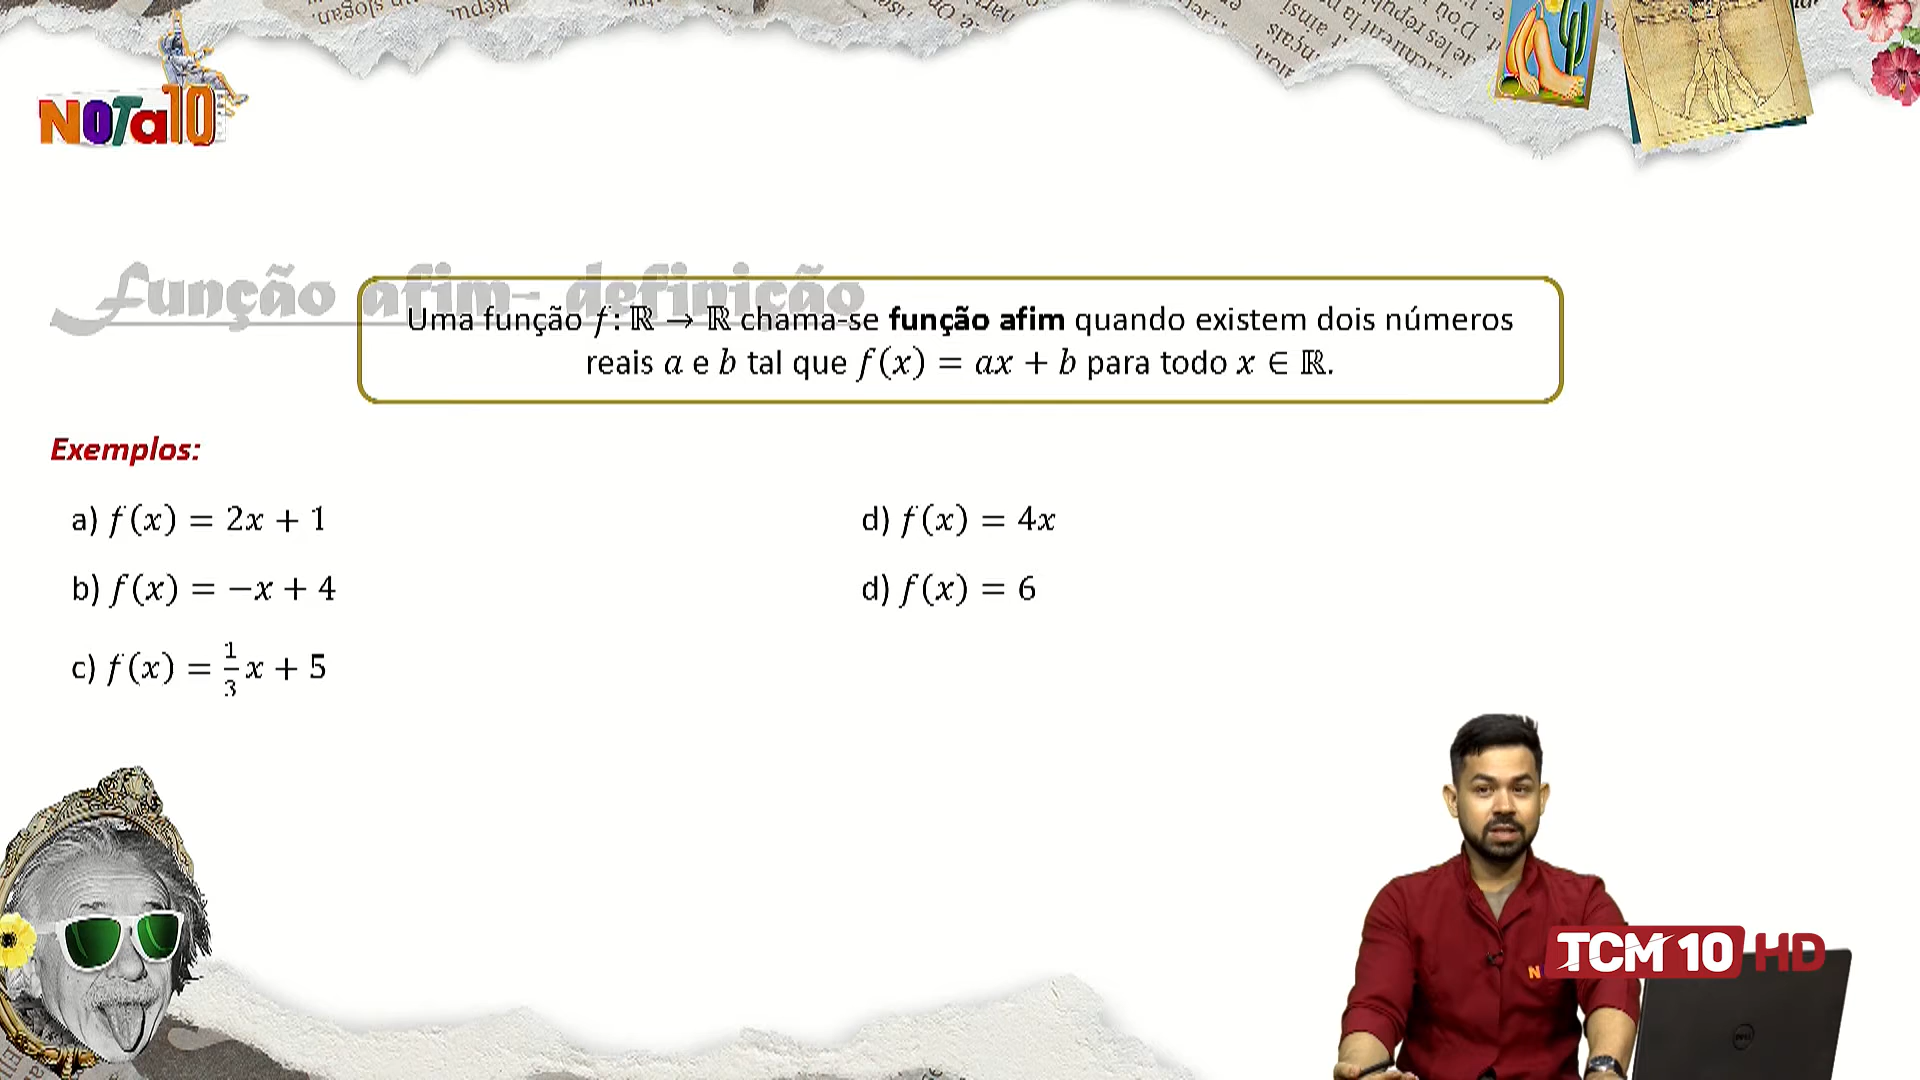 NOTa10
Função afim- definição
Uma função f: ℝ → ℝ chama-se função afim quando existem dois números
reais a e b tal que f(x) = ax + b para todo x ∈ ℝ.
Exemplos:
a) f(x) = 2x + 1
b) f(x) = −x + 4
c) f(x) = 1/3 x + 5
d) f(x) = 4x
d) f(x) = 6
TCM 10 HD
DELL